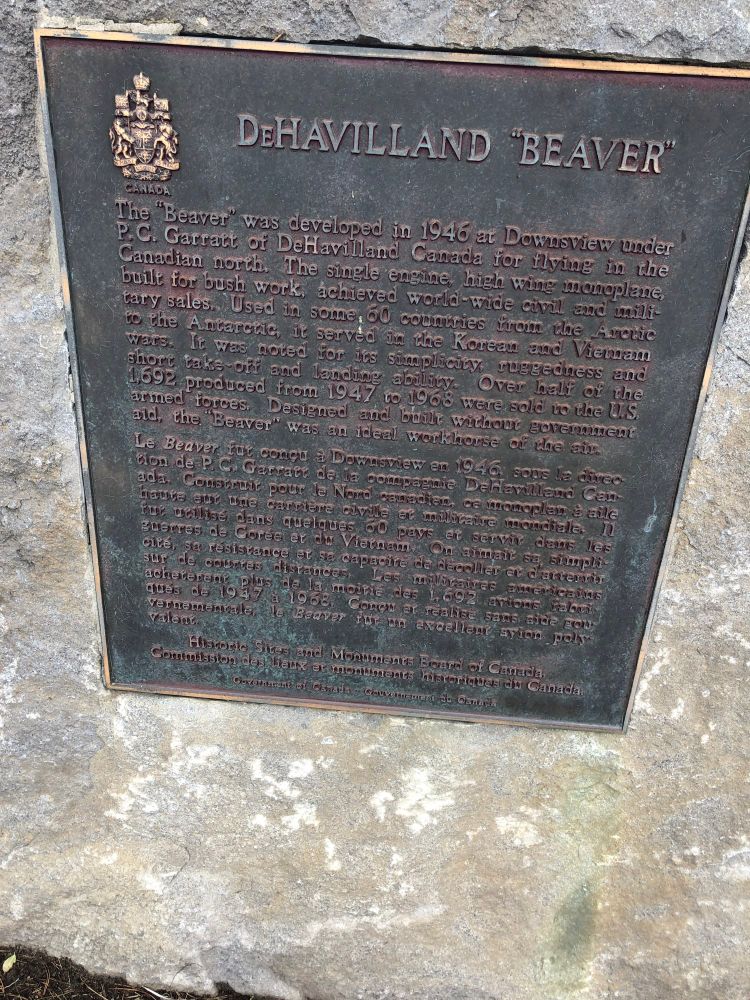 CANADA
DEHAVILLAND "BEAVER"
The "Beaver" was developed in 1946 at Downsview under
P.C. Garratt of DeHavilland Canada for flying in the
Canadian north. The single engine, high wing monoplane,
built for bush work, achieved world-wide civil and mili-
tary sales. Used in some 60 countries from the Arctic
to the Antarctic, it served in the Korean and Vietnam
wars. It was noted for its simplicity, ruggedness and
short take-off and landing ability. Over half of the
1,692 produced from 1947 to 1968 were sold to the U.S.
armed forces. Designed and built without government
aid, the "Beaver" was an ideal workhorse of the air.
Le Beaver fut conçu à Downsview en 1946, sous la direc-
tion de P.C. Garratt de la compagnie DeHavilland Can-
ada. Construit pour le Nord canadien, ce monoplan à aile
haute eut une carrière civile et militaire mondiale. Il
fut utilisé dans quelques 60 pays et servit dans les
guerres de Corée et du Vietnam. On aimait sa simpli-
cité, sa résistance et sa capacité de décoller et d'atterrir
sur de courtes distances. Les militaires américains
achetèrent plus de la moitié des 1,692 avions fabri-
qués de 1947 à 1968. Conçu et réalisé sans aide gou-
vernementale, le Beaver fut un excellent avion poly-
valent.
Historic Sites and Monuments Board of Canada.
Commission des lieux et monuments historiques du Canada.
Government of Canada - Gouvernement du Canada